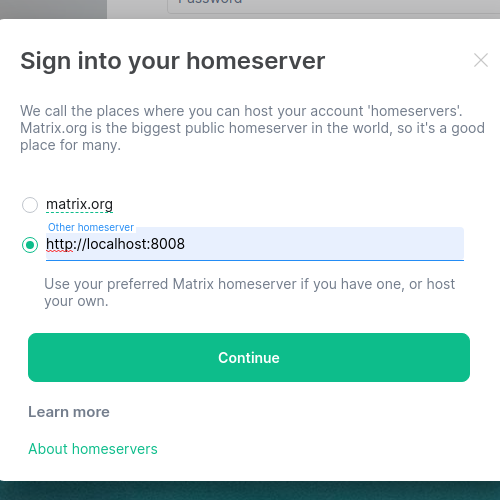 Password
Sign into your homeserver
We call the places where you can host your account 'homeservers'.
Matrix.org is the biggest public homeserver in the world, so it's a good
place for many.
matrix.org
Other homeserver
http://localhost:8008
Use your preferred Matrix homeserver if you have one, or host
your own.
Continue
Learn more
About homeservers